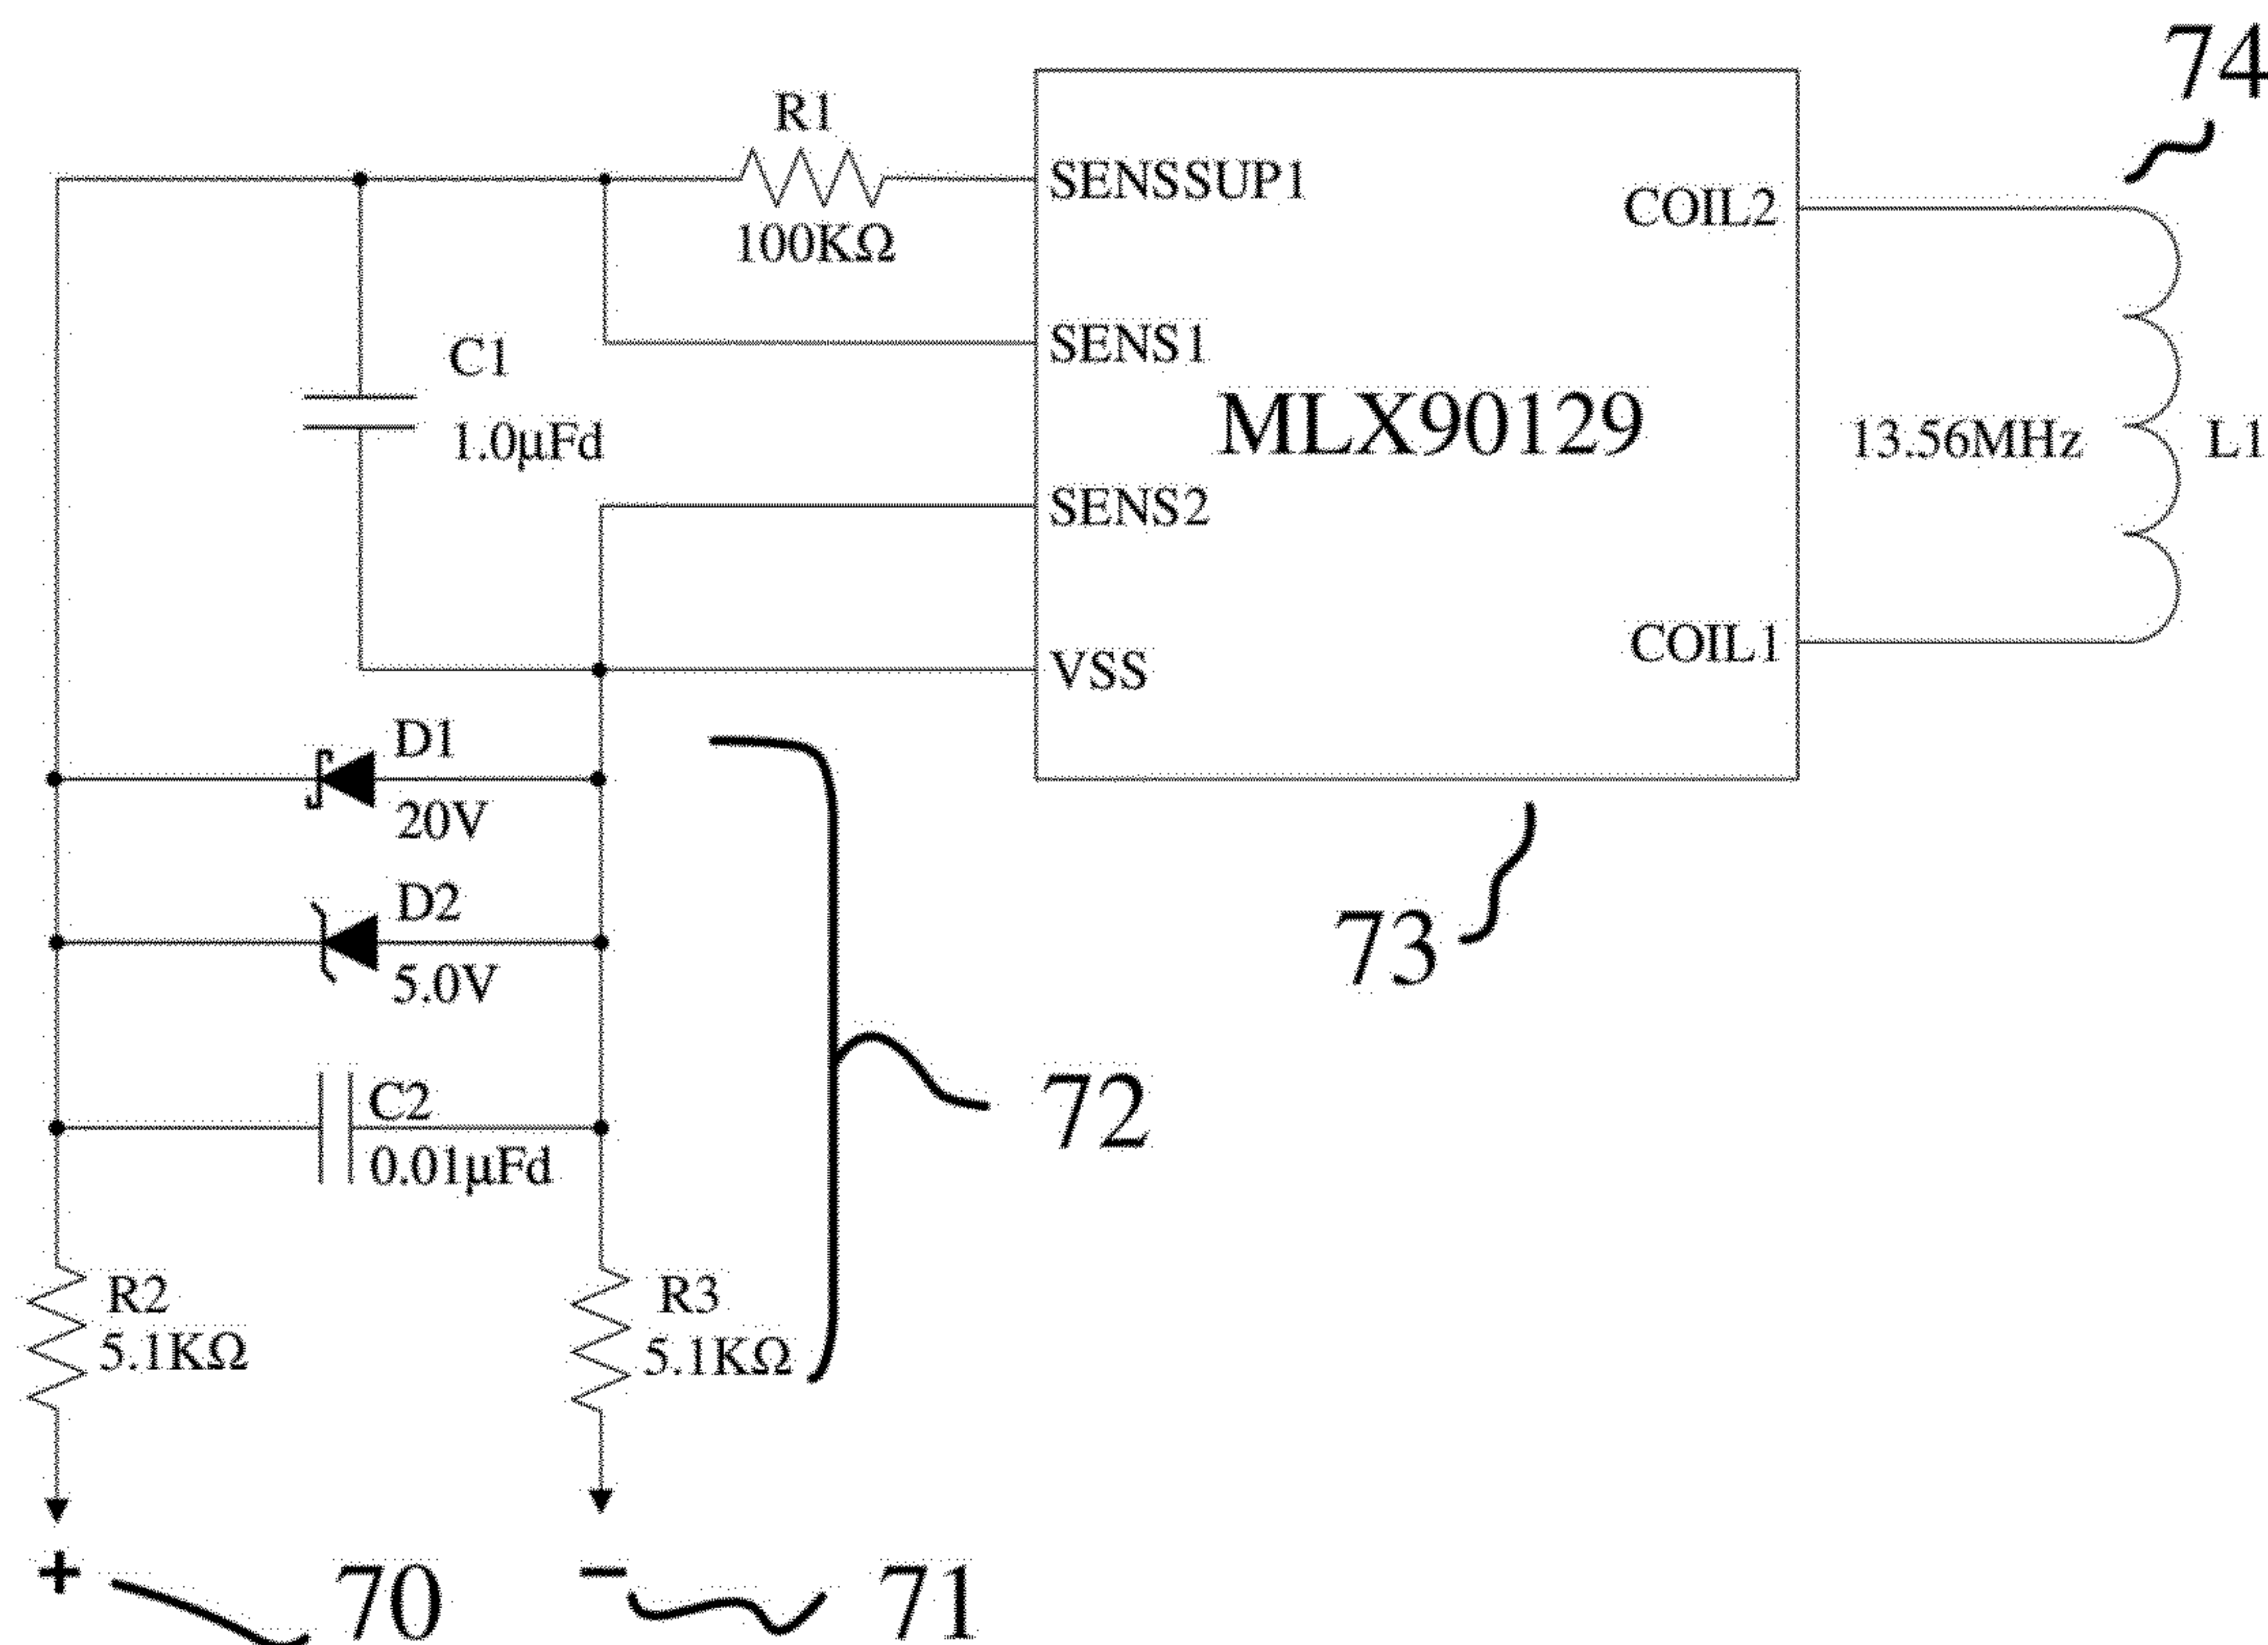 74
R1
100KΩ
SENSSUP1
COIL2
SENS1
C1
1.0µFd
MLX90129
13.56MHz
L1
SENS2
VSS
COIL1
D1
20V
D2
5.0V
73
72
C2
0.01µFd
R2
5.1KΩ
R3
5.1KΩ
+
70
−
71